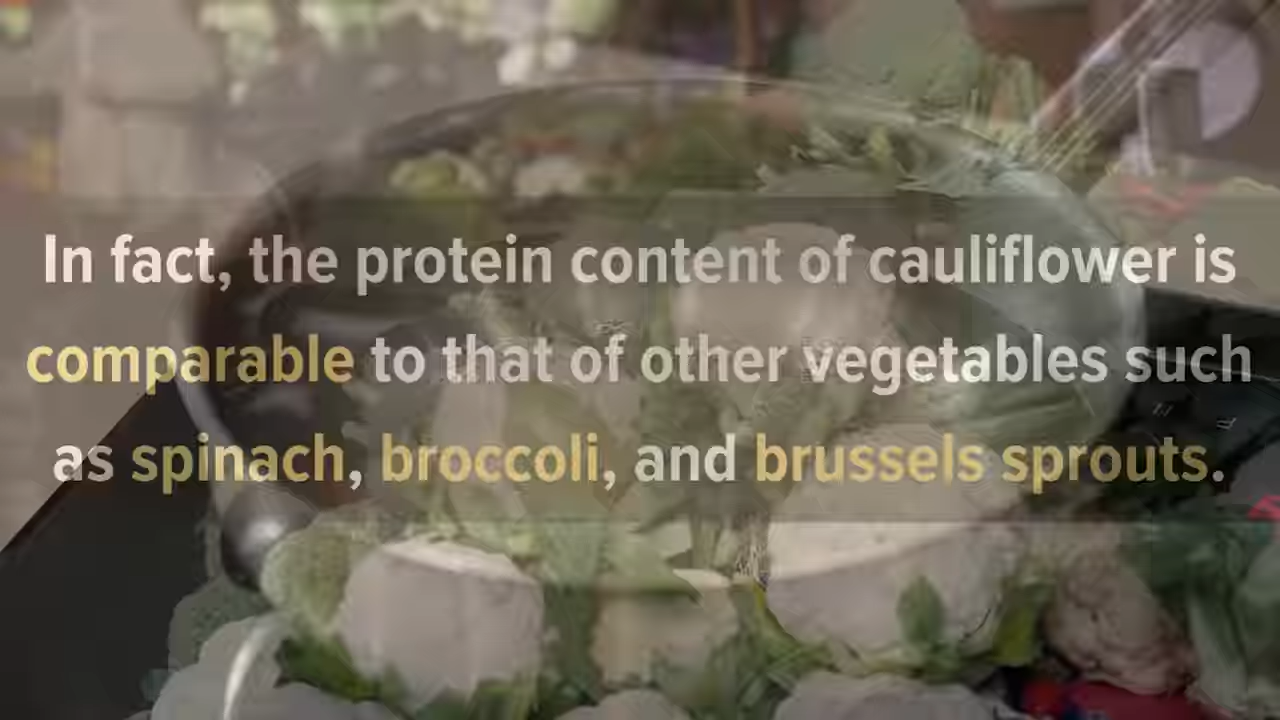 In fact, the protein content of cauliflower is
comparable to that of other vegetables such
as spinach, broccoli, and brussels sprouts.